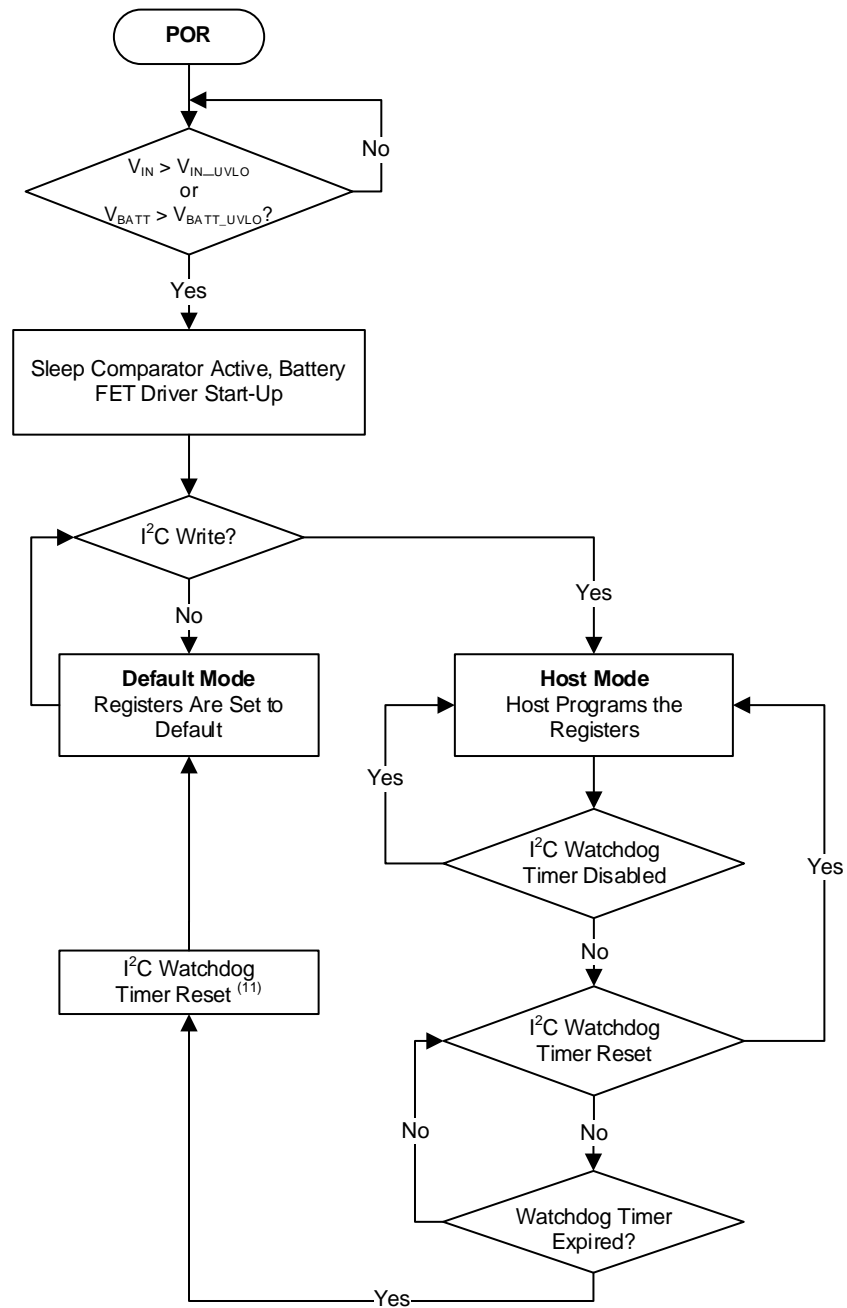 POR
No
V_IN > V_IN_UVLO
or
V_BATT > V_BATT_UVLO?
Yes
Sleep Comparator Active, Battery
FET Driver Start-Up
I²C Write?
Yes
No
Default Mode
Registers Are Set to
Default
Host Mode
Host Programs the
Registers
Yes
I²C Watchdog
Timer Disabled
Yes
No
I²C Watchdog
Timer Reset (11)
I²C Watchdog
Timer Reset
No
No
Watchdog Timer
Expired?
Yes